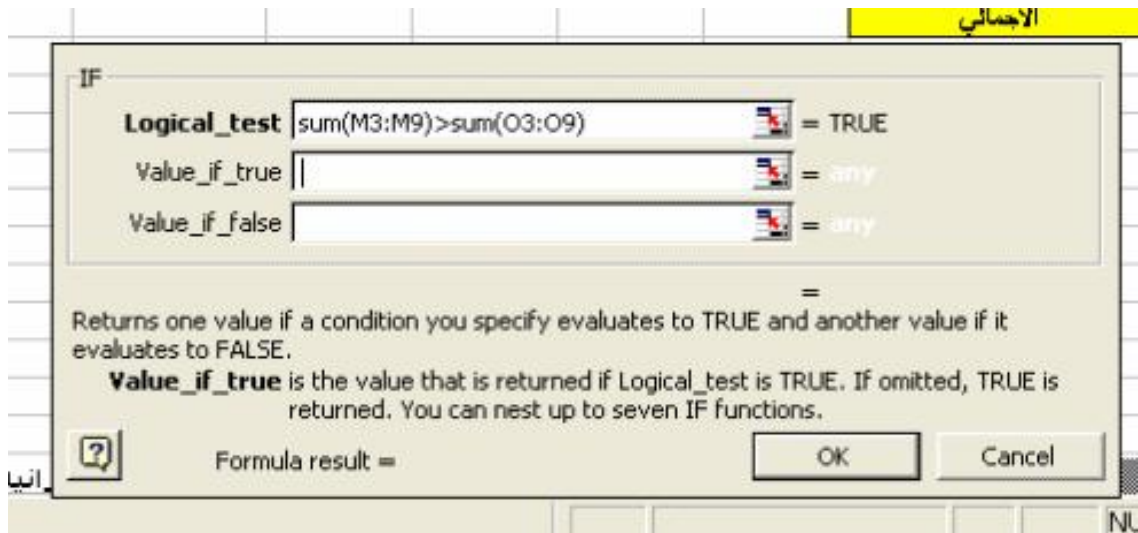 الاجمالي
IF
Logical_test sum(M3:M9)>sum(O3:O9) = TRUE
Value_if_true = any
Value_if_false = any
=
Returns one value if a condition you specify evaluates to TRUE and another value if it
evaluates to FALSE.
Value_if_true is the value that is returned if Logical_test is TRUE. If omitted, TRUE is
returned. You can nest up to seven IF functions.
Formula result =
OK
Cancel
NU